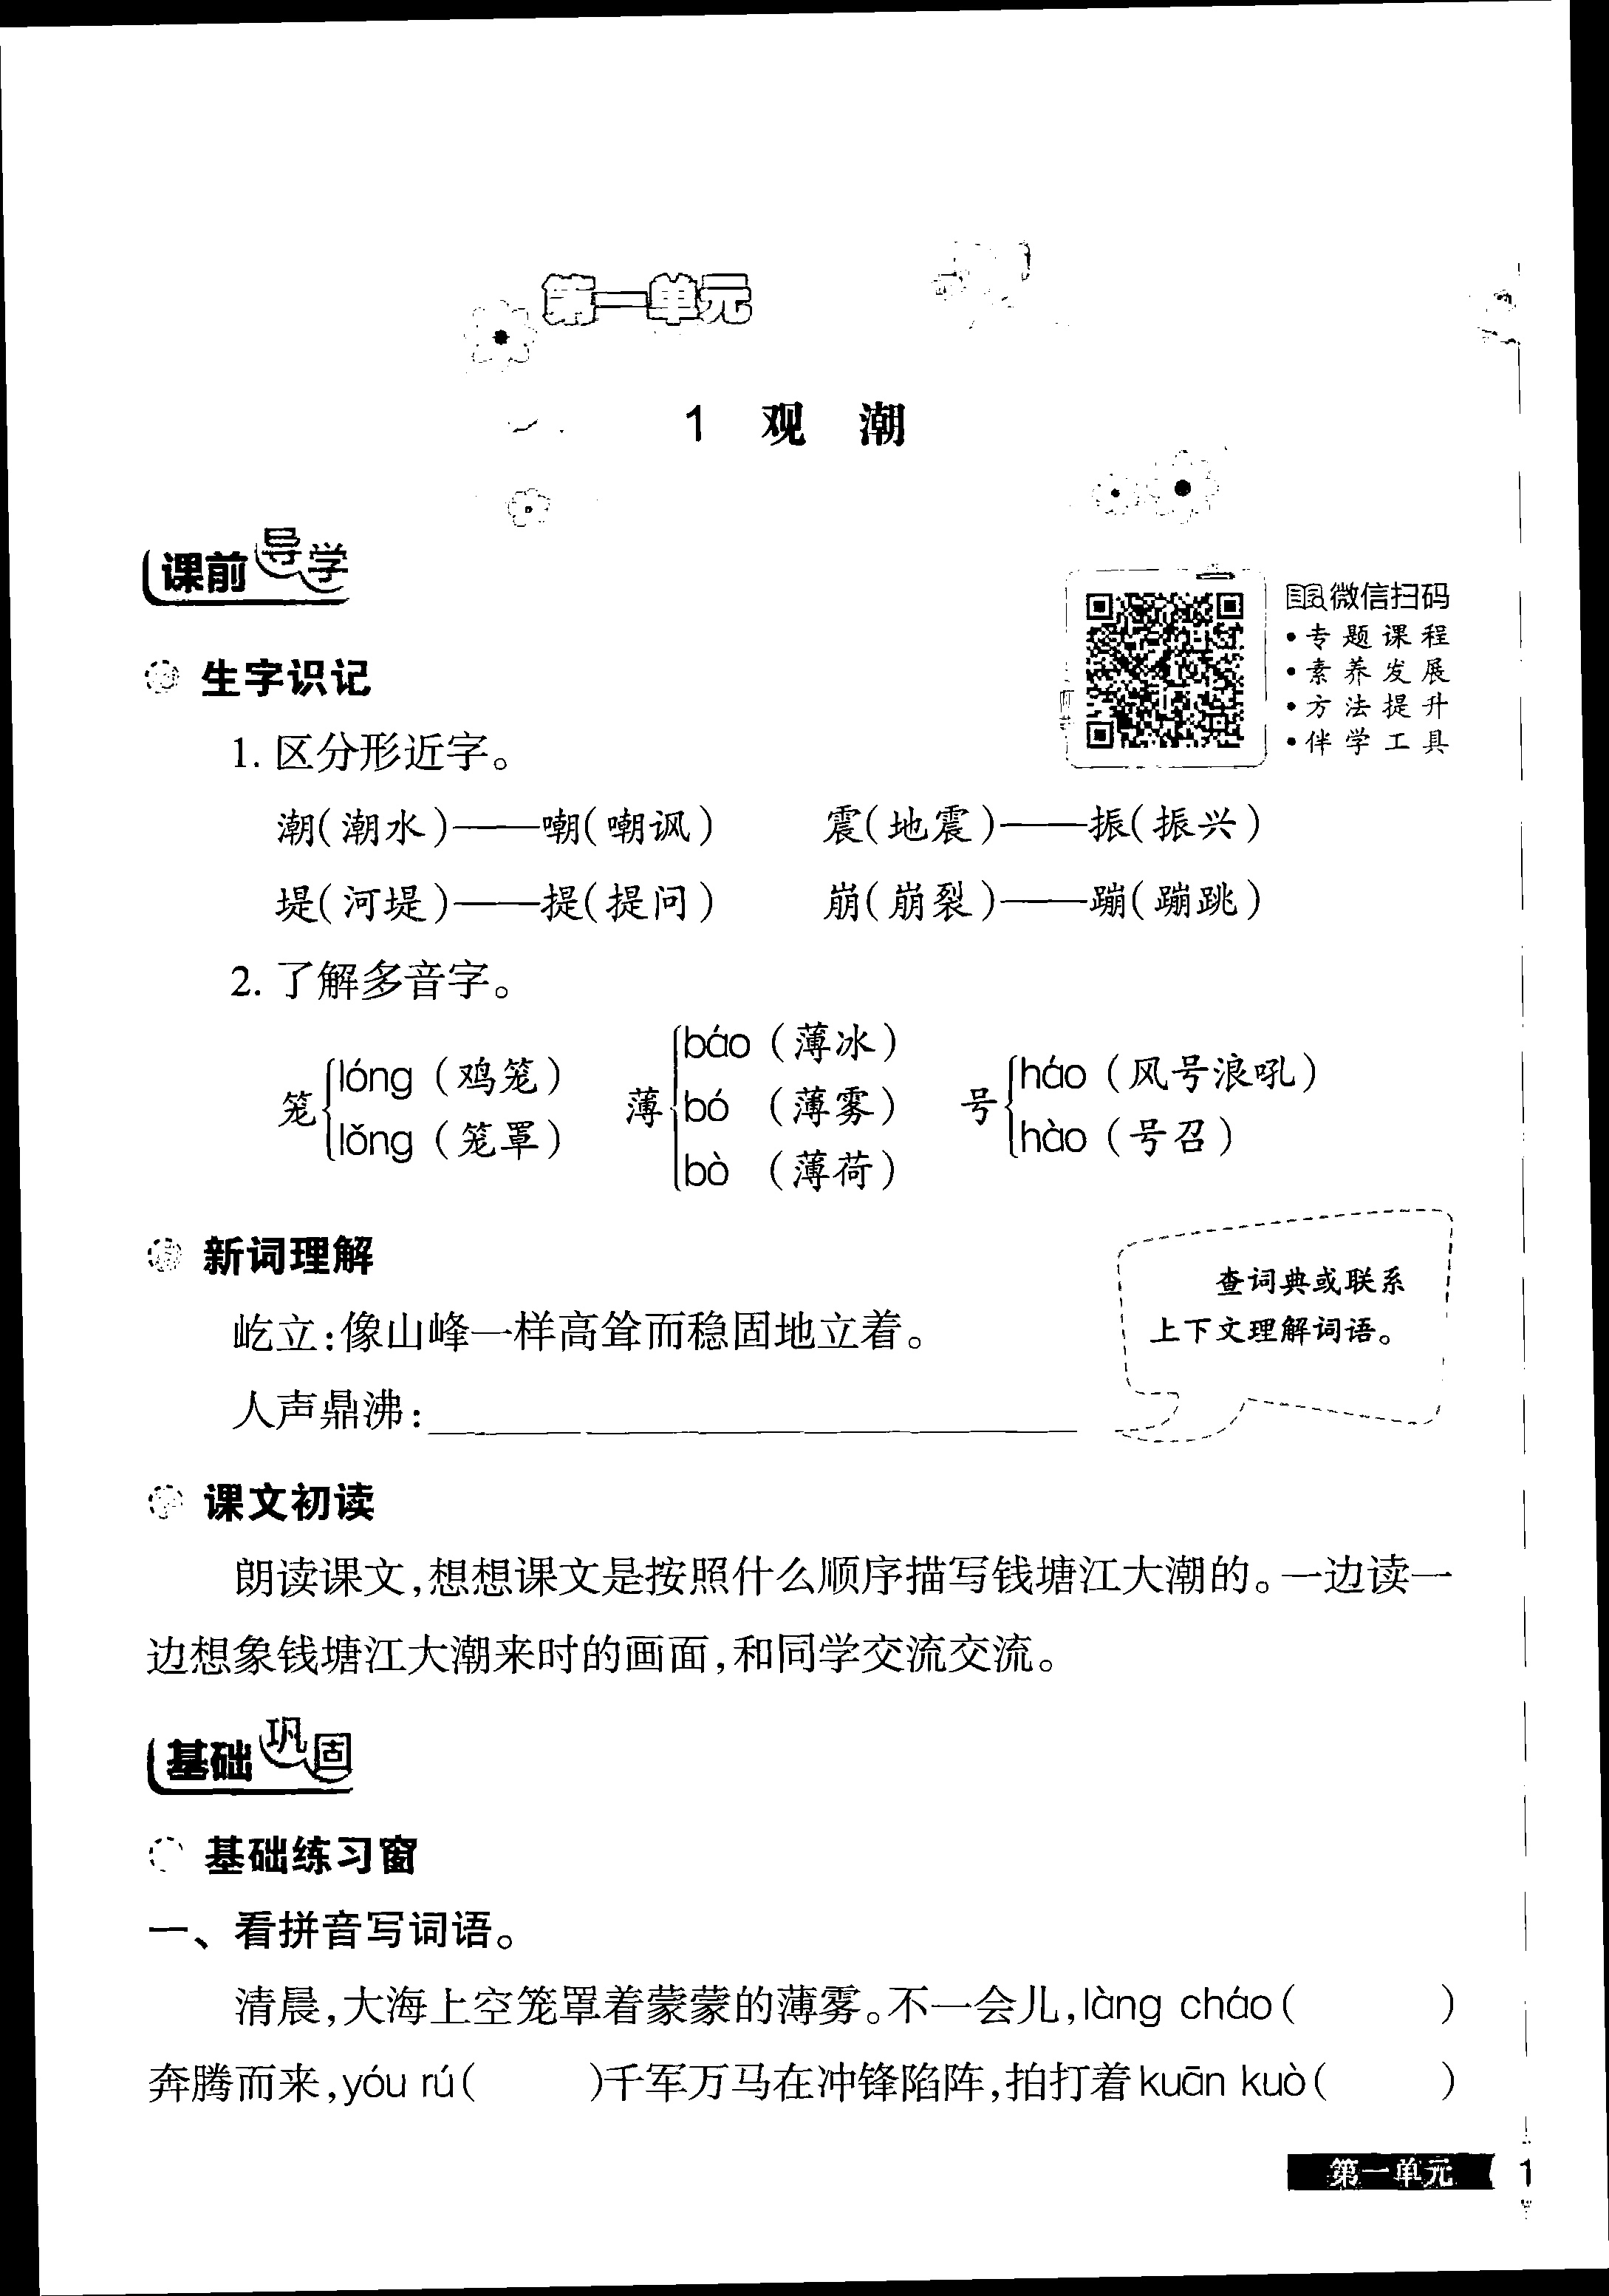 第一单元
1 观 潮
课前导学
微信扫码
•专题课程
•素养发展
•方法提升
•伴学工具
生字识记
1. 区分形近字。
潮(潮水)——嘲(嘲讽) 震(地震)——振(振兴)
堤(河堤)——提(提问) 崩(崩裂)——蹦(蹦跳)
2. 了解多音字。
笼{lóng(鸡笼) lǒng(笼罩)
薄{báo(薄冰) bó(薄雾) bò(薄荷)
号{háo(风号浪吼) hào(号召)
新词理解
屹立:像山峰一样高耸而稳固地立着。
人声鼎沸:
查词典或联系
上下文理解词语。
课文初读
朗读课文,想想课文是按照什么顺序描写钱塘江大潮的。一边读一
边想象钱塘江大潮来时的画面,和同学交流交流。
基础巩固
基础练习窗
一、看拼音写词语。
清晨,大海上空笼罩着蒙蒙的薄雾。不一会儿,làng cháo( )
奔腾而来,yóu rú( )千军万马在冲锋陷阵,拍打着kuān kuò( )
第一单元 1